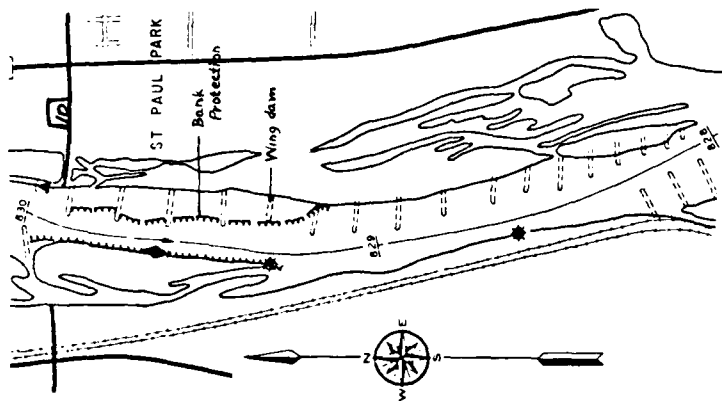 10
ST PAUL PARK
Bank
Protection
Wing dam
830
829
828
N
E
S
W